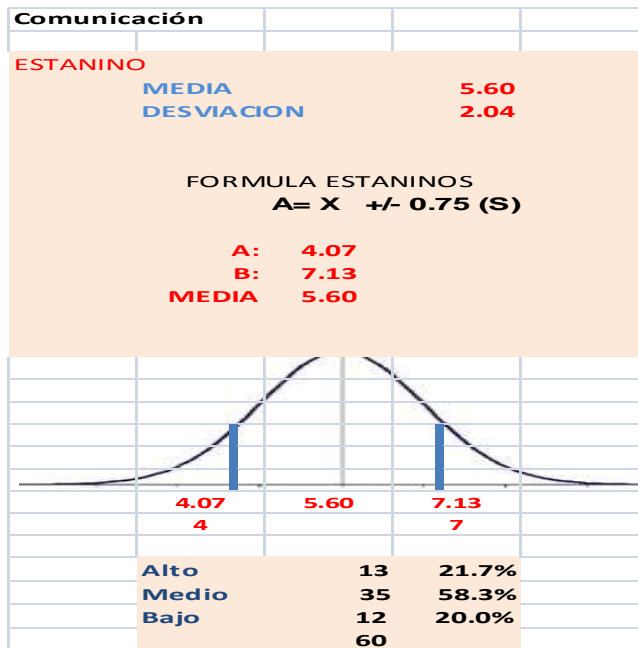 Comunicación
ESTANINO
MEDIA 5.60
DESVIACION 2.04
FORMULA ESTANINOS
A= X +/- 0.75 (S)
A: 4.07
B: 7.13
MEDIA 5.60
4.07 5.60 7.13
4 7
Alto 13 21.7%
Medio 35 58.3%
Bajo 12 20.0%
60